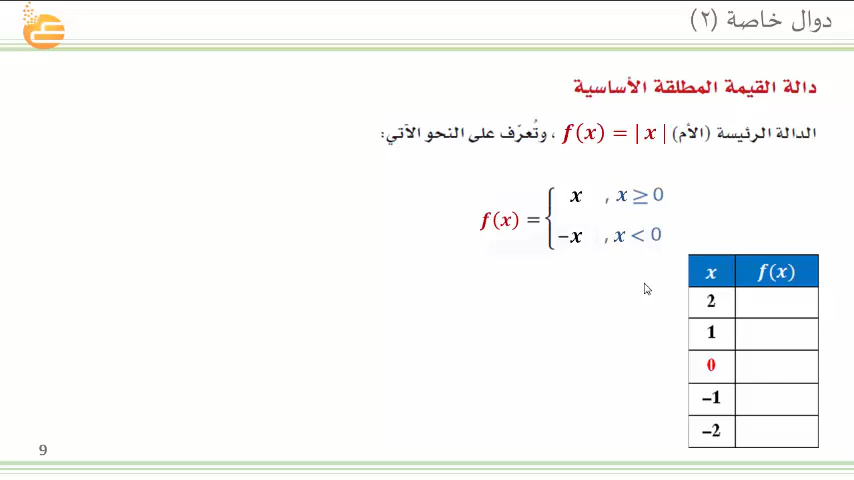 دوال خاصة (٢)
دالة القيمة المطلقة الأساسية
الدالة الرئيسة (الأم) f(x) = | x | ، وتُعرّف على النحو الآتي:
f(x) = { x , x ≥ 0
−x , x < 0
x f(x)
2
1
0
−1
−2
9